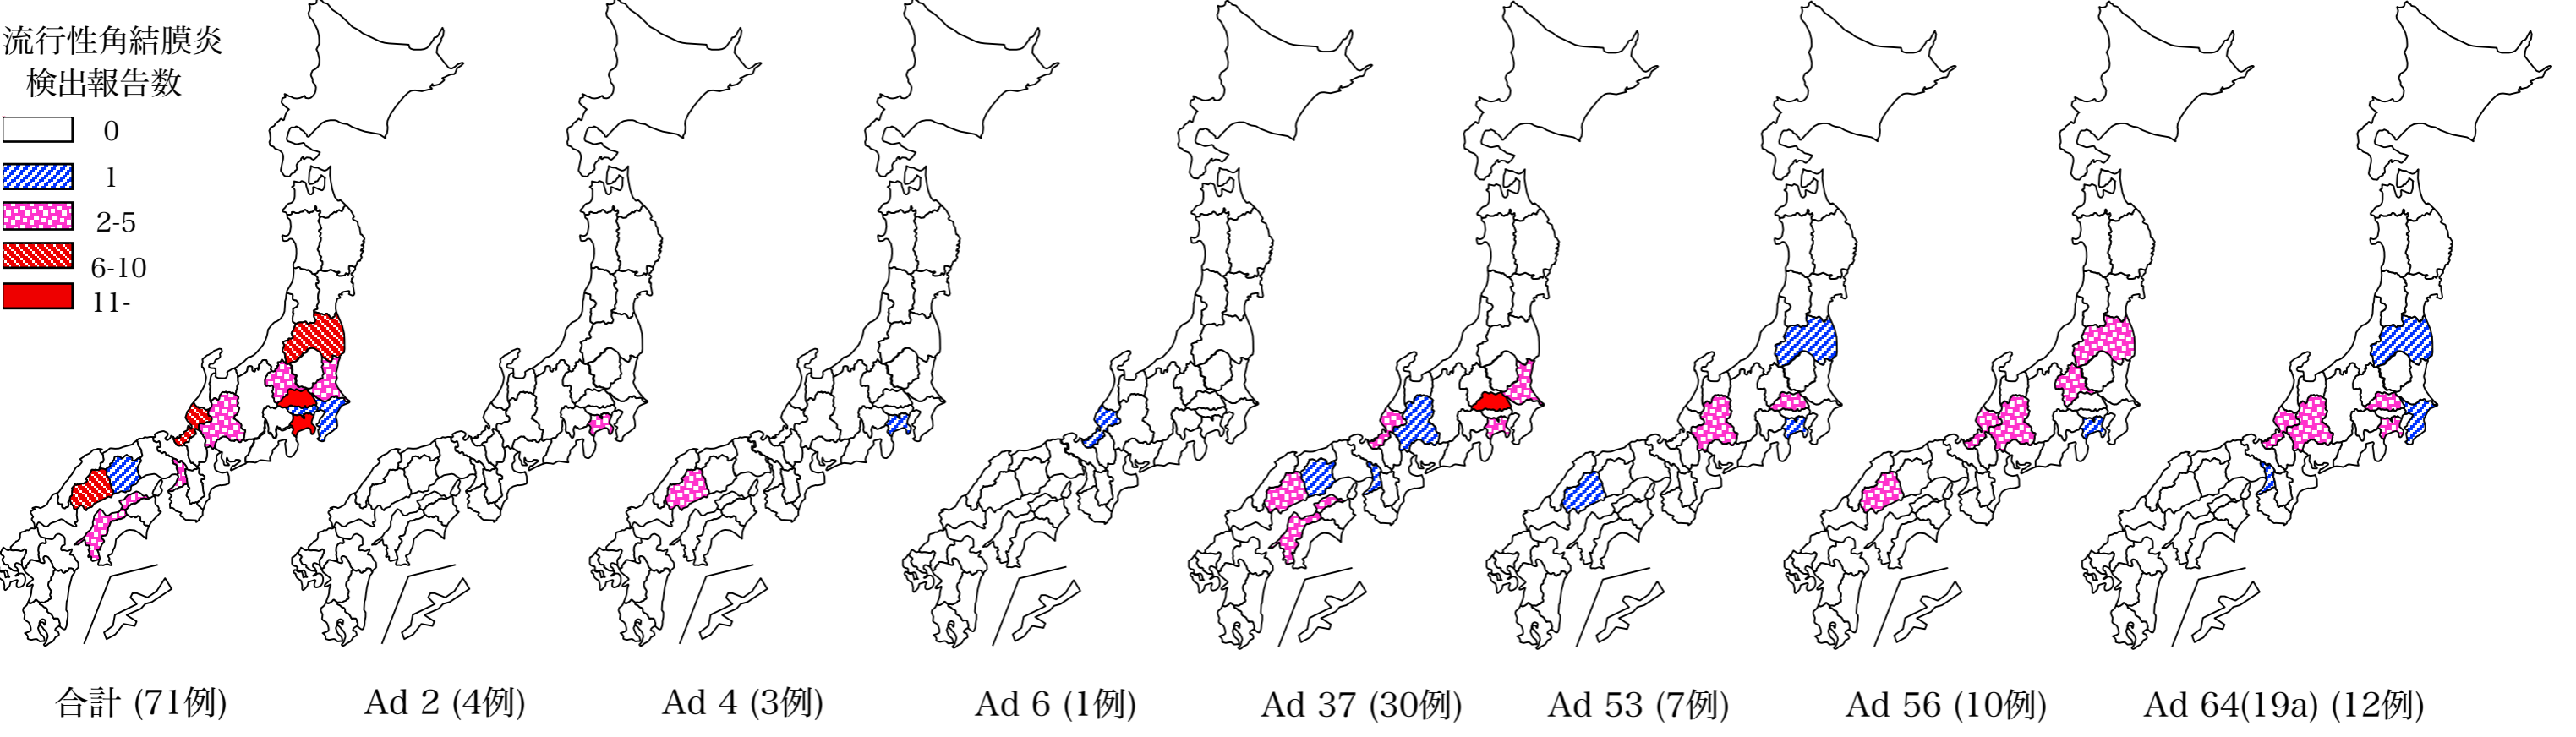 流行性角結膜炎
検出報告数
0
1
2-5
6-10
11-
合計 (71例)
Ad 2 (4例)
Ad 4 (3例)
Ad 6 (1例)
Ad 37 (30例)
Ad 53 (7例)
Ad 56 (10例)
Ad 64(19a) (12例)